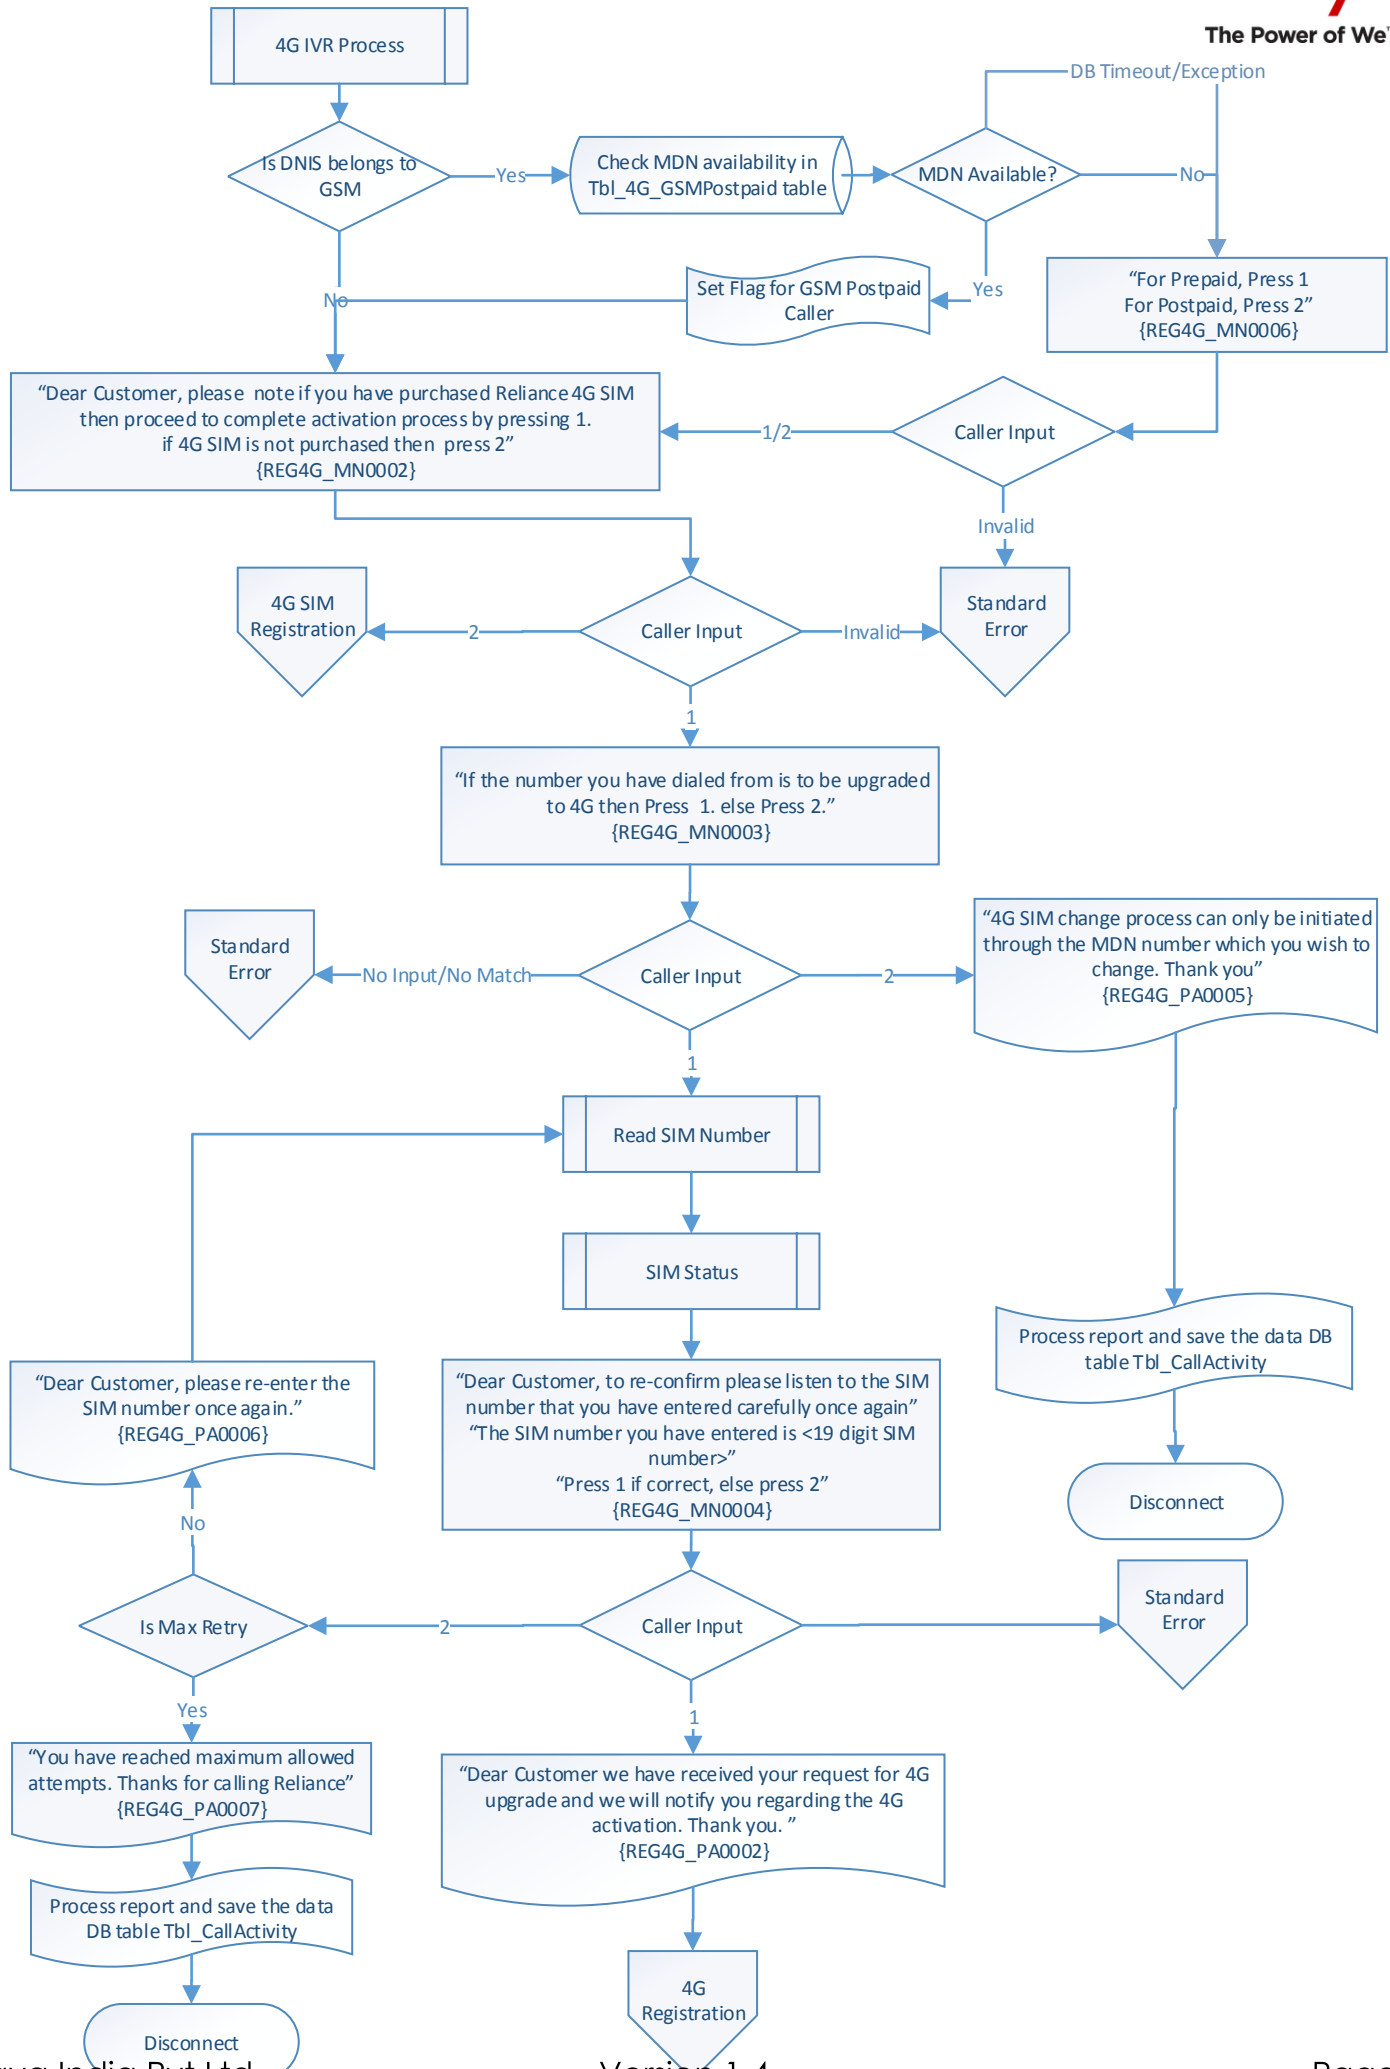 The Power of We
4G IVR Process
DB Timeout/Exception
Is DNIS belongs to
GSM
Yes
Check MDN availability in
Tbl_4G_GSMPostpaid table
MDN Available?
No
Yes
Set Flag for GSM Postpaid
Caller
No
“For Prepaid, Press 1
For Postpaid, Press 2”
{REG4G_MN0006}
“Dear Customer, please note if you have purchased Reliance 4G SIM
then proceed to complete activation process by pressing 1.
if 4G SIM is not purchased then press 2”
{REG4G_MN0002}
1/2
Caller Input
Invalid
4G SIM
Registration
2
Caller Input
Invalid
Standard
Error
1
“If the number you have dialed from is to be upgraded
to 4G then Press 1. else Press 2.”
{REG4G_MN0003}
Standard
Error
No Input/No Match
Caller Input
2
“4G SIM change process can only be initiated
through the MDN number which you wish to
change. Thank you”
{REG4G_PA0005}
1
Read SIM Number
SIM Status
Process report and save the data DB
table Tbl_CallActivity
“Dear Customer, please re-enter the
SIM number once again.”
{REG4G_PA0006}
“Dear Customer, to re-confirm please listen to the SIM
number that you have entered carefully once again”
“The SIM number you have entered is <19 digit SIM
number>”
“Press 1 if correct, else press 2”
{REG4G_MN0004}
Disconnect
No
Is Max Retry
2
Caller Input
Standard
Error
Yes
1
“You have reached maximum allowed
attempts. Thanks for calling Reliance”
{REG4G_PA0007}
“Dear Customer we have received your request for 4G
upgrade and we will notify you regarding the 4G
activation. Thank you. ”
{REG4G_PA0002}
Process report and save the data
DB table Tbl_CallActivity
4G
Registration
Disconnect
India Pvt Ltd
Version 1.4